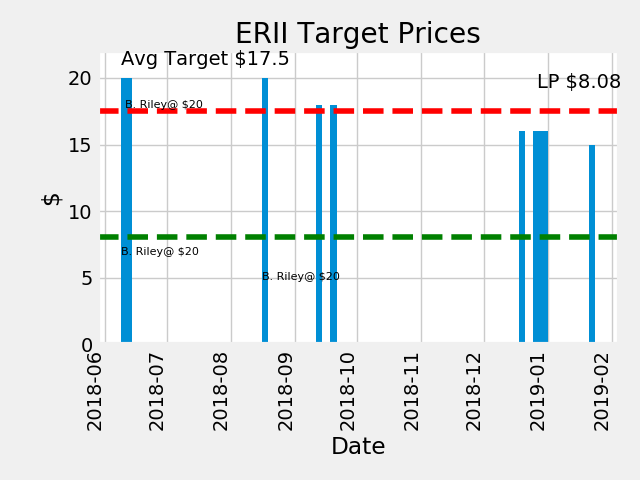 ERII Target Prices
Avg Target $17.5
LP $8.08
B. Riley@ $20
B. Riley@ $20
B. Riley@ $20
$
20
15
10
5
0
2018-06
2018-07
2018-08
2018-09
2018-10
2018-11
2018-12
2019-01
2019-02
Date